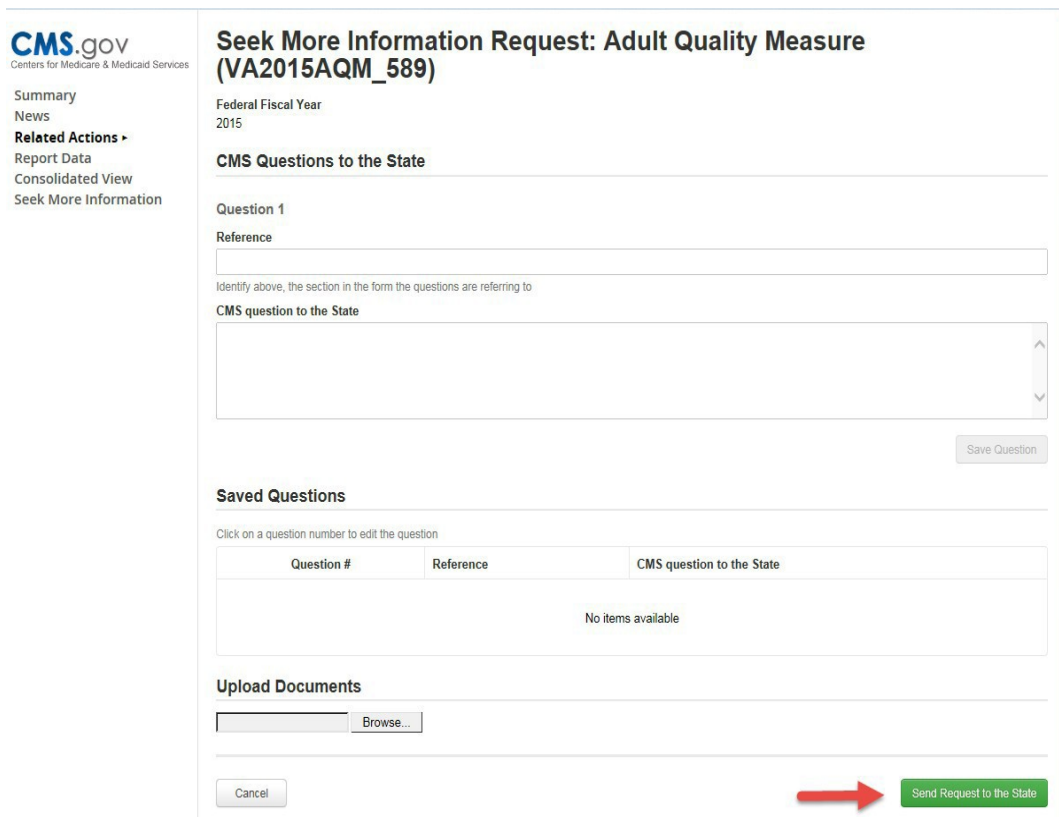 CMS.gov
Centers for Medicare & Medicaid Services
Summary
News
Related Actions ▸
Report Data
Consolidated View
Seek More Information
Seek More Information Request: Adult Quality Measure
(VA2015AQM_589)
Federal Fiscal Year
2015
CMS Questions to the State
Question 1
Reference
Identify above, the section in the form the questions are referring to
CMS question to the State
Save Question
Saved Questions
Click on a question number to edit the question
Question # Reference CMS question to the State
No items available
Upload Documents
Browse...
Cancel Send Request to the State